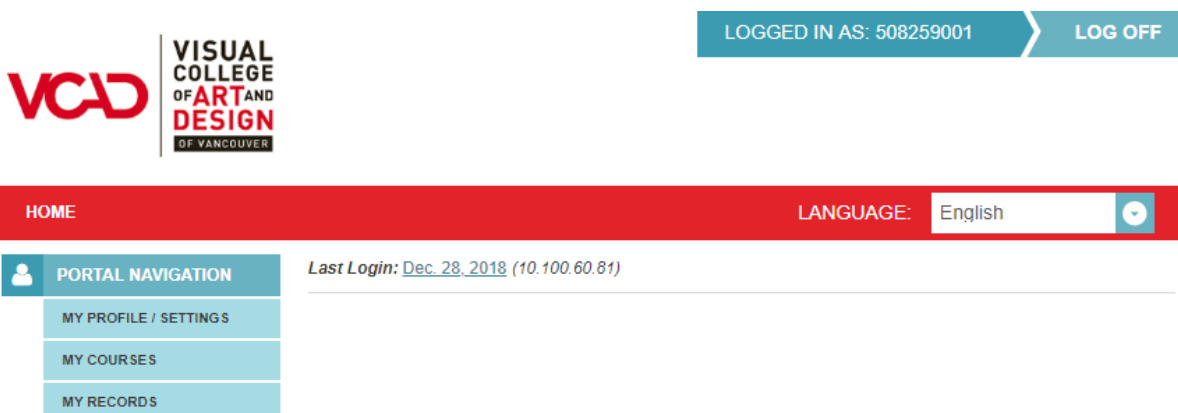 LOGGED IN AS: 508259001
LOG OFF
VCAD
VISUAL
COLLEGE
OF ART AND
DESIGN
OF VANCOUVER
HOME
LANGUAGE: English
PORTAL NAVIGATION
Last Login: Dec. 28, 2018 (10.100.60.81)
MY PROFILE / SETTINGS
MY COURSES
MY RECORDS